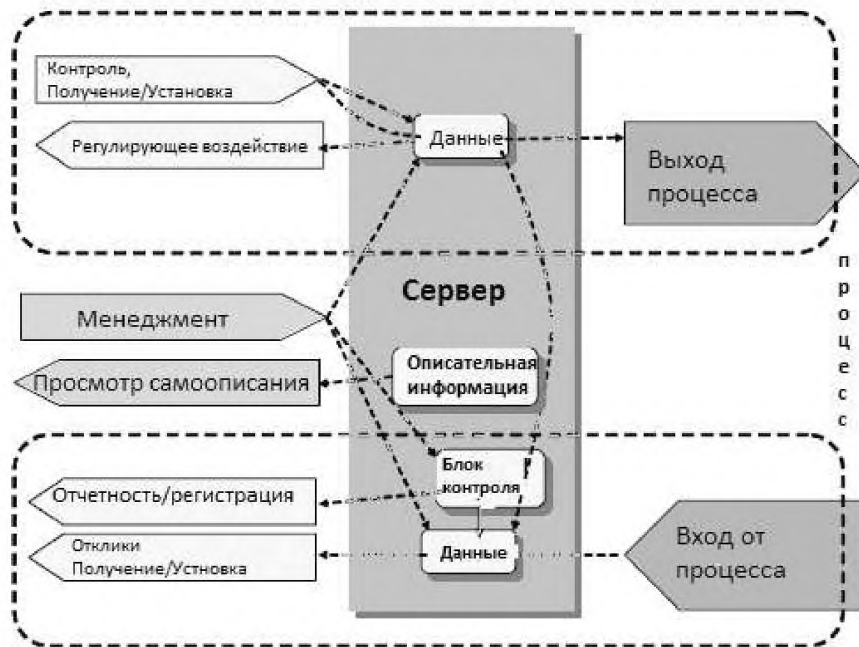 Контроль,
Получение/Установка
Данные
Регулирующее воздействие
Выход
процесса
п
р
о
ц
е
с
с
Сервер
Менеджмент
Описательная
информация
Просмотр самоописания
Блок
контроля
Отчетность/регистрация
Отклики
Получение/Устновка
Данные
Вход от
процесса